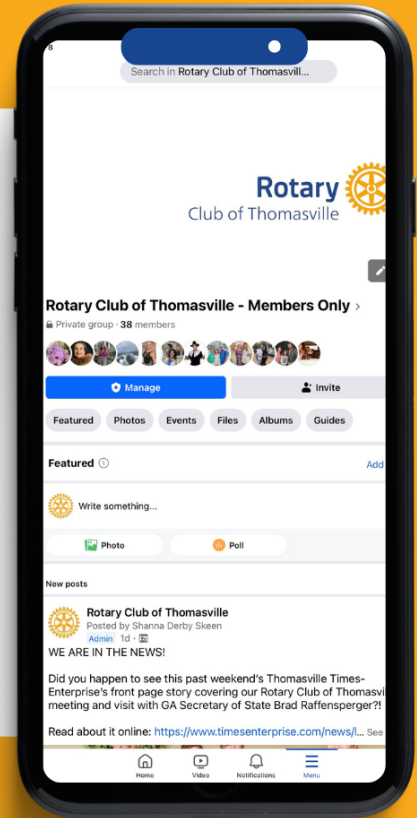 8
Search in Rotary Club of Thomasvill...
Rotary
Club of Thomasville
Rotary Club of Thomasville - Members Only >
Private group · 38 members
Manage
Invite
Featured
Photos
Events
Files
Albums
Guides
Featured
Add
Write something...
Photo
Poll
New posts
Rotary Club of Thomasville
Posted by Shanna Derby Skeen
Admin 1d ·
WE ARE IN THE NEWS!
Did you happen to see this past weekend's Thomasville Times-
Enterprise's front page story covering our Rotary Club of Thomasvi
meeting and visit with GA Secretary of State Brad Raffensperger?!
Read about it online: https://www.timesenterprise.com/news/l... See
Home
Video
Notifications
Menu